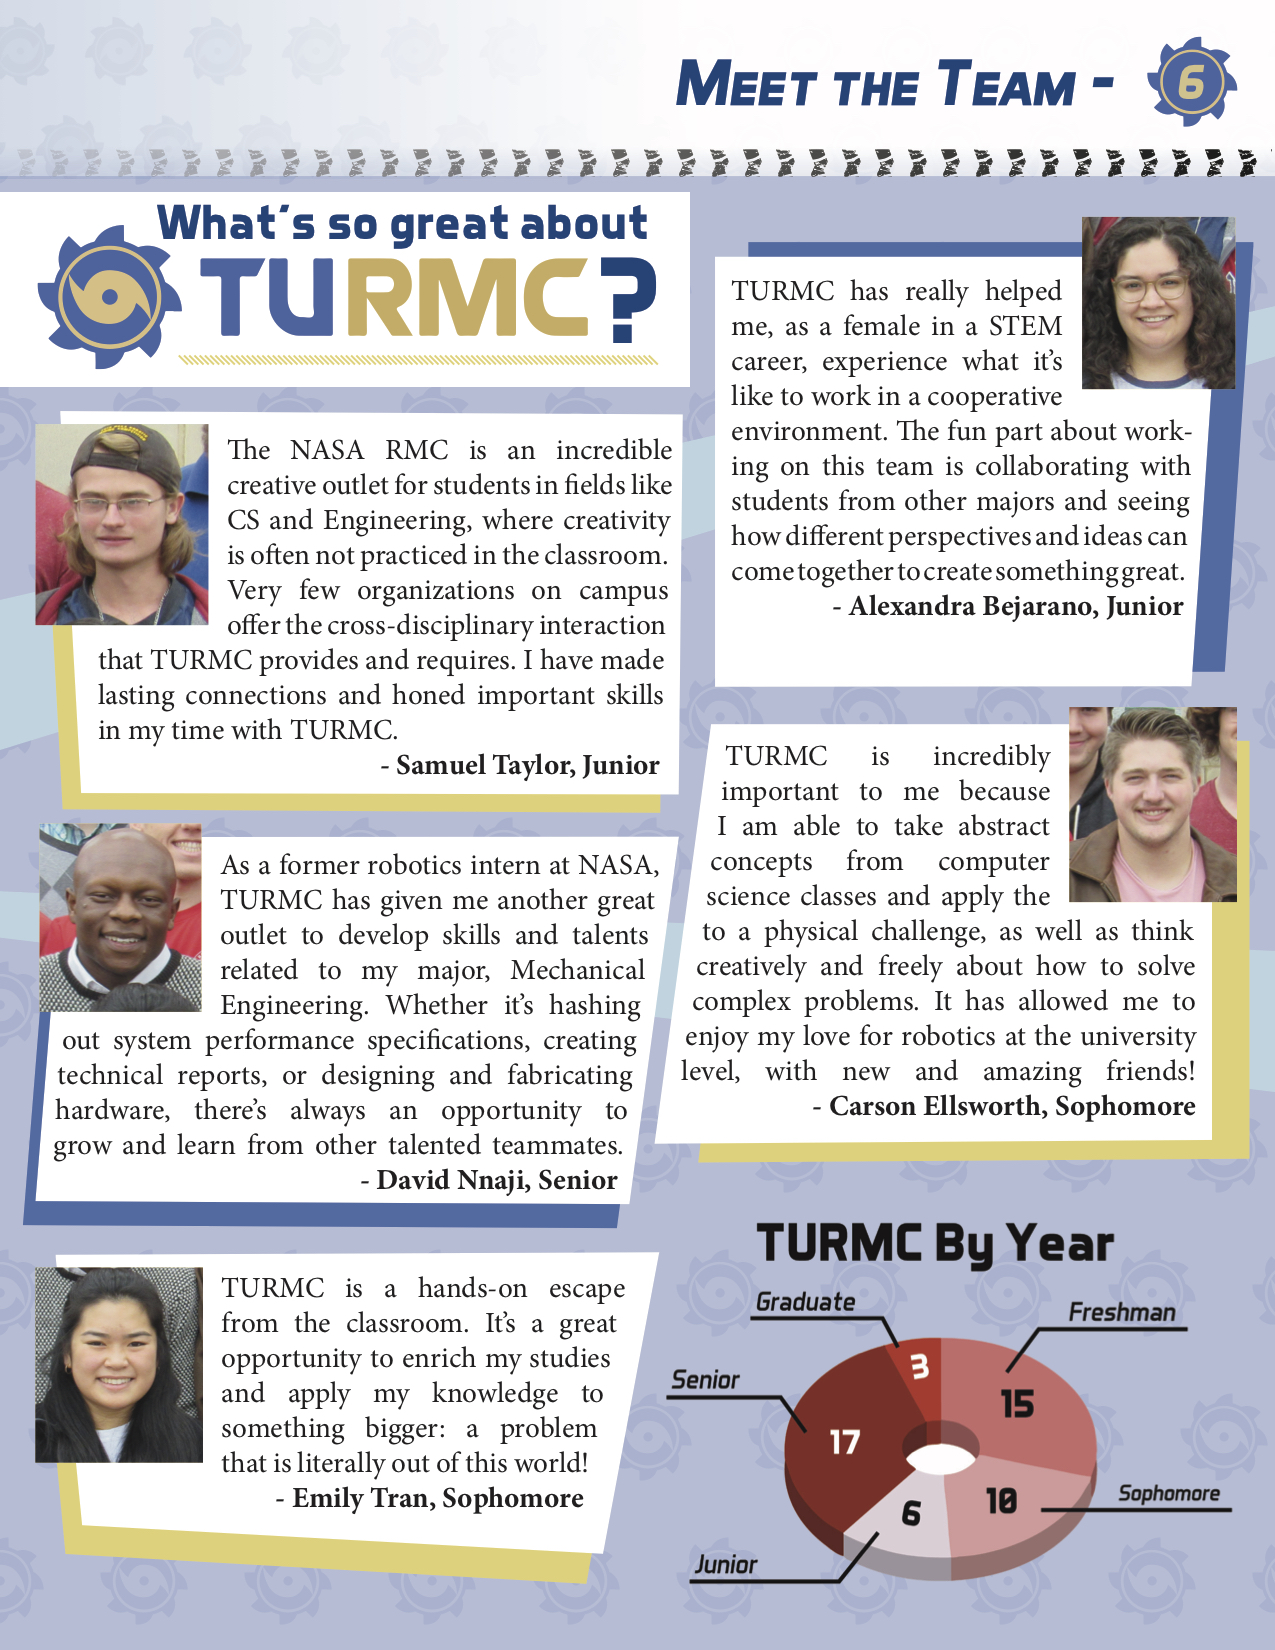 Meet the Team - 6
What's so great about
TURMC?
The NASA RMC is an incredible
creative outlet for students in fields like
CS and Engineering, where creativity
is often not practiced in the classroom.
Very few organizations on campus
offer the cross-disciplinary interaction
that TURMC provides and requires. I have made
lasting connections and honed important skills
in my time with TURMC.
- Samuel Taylor, Junior
As a former robotics intern at NASA,
TURMC has given me another great
outlet to develop skills and talents
related to my major, Mechanical
Engineering. Whether it's hashing
out system performance specifications, creating
technical reports, or designing and fabricating
hardware, there's always an opportunity to
grow and learn from other talented teammates.
- David Nnaji, Senior
TURMC is a hands-on escape
from the classroom. It's a great
opportunity to enrich my studies
and apply my knowledge to
something bigger: a problem
that is literally out of this world!
- Emily Tran, Sophomore
TURMC has really helped
me, as a female in a STEM
career, experience what it's
like to work in a cooperative
environment. The fun part about work-
ing on this team is collaborating with
students from other majors and seeing
how different perspectives and ideas can
come together to create something great.
- Alexandra Bejarano, Junior
TURMC is incredibly
important to me because
I am able to take abstract
concepts from computer
science classes and apply the
to a physical challenge, as well as think
creatively and freely about how to solve
complex problems. It has allowed me to
enjoy my love for robotics at the university
level, with new and amazing friends!
- Carson Ellsworth, Sophomore
TURMC By Year
Graduate
Freshman
3
Senior
15
17
10
Sophomore
6
Junior